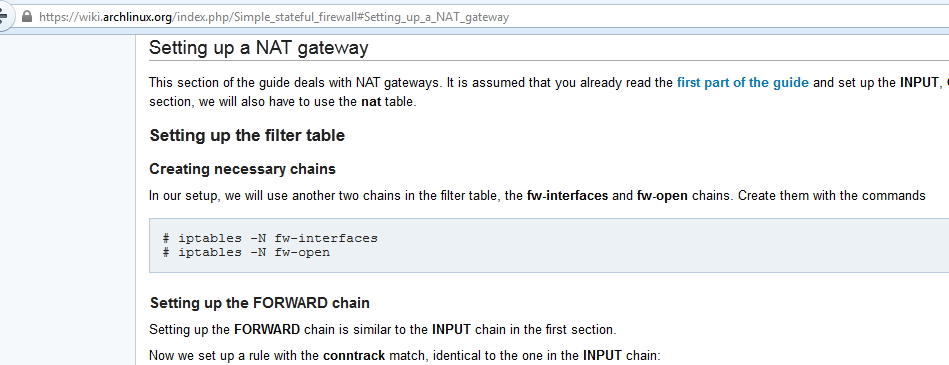 https://wiki.archlinux.org/index.php/Simple_stateful_firewall#Setting_up_a_NAT_gateway
Setting up a NAT gateway
This section of the guide deals with NAT gateways. It is assumed that you already read the first part of the guide and set up the INPUT,
section, we will also have to use the nat table.
Setting up the filter table
Creating necessary chains
In our setup, we will use another two chains in the filter table, the fw-interfaces and fw-open chains. Create them with the commands
# iptables -N fw-interfaces
# iptables -N fw-open
Setting up the FORWARD chain
Setting up the FORWARD chain is similar to the INPUT chain in the first section.
Now we set up a rule with the conntrack match, identical to the one in the INPUT chain: